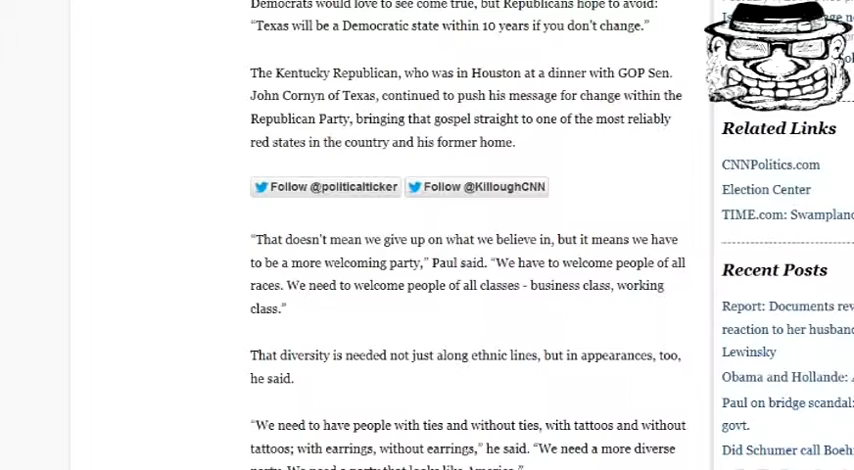 Democrats would love to see come true, but Republicans hope to avoid:
“Texas will be a Democratic state within 10 years if you don’t change.”
The Kentucky Republican, who was in Houston at a dinner with GOP Sen.
John Cornyn of Texas, continued to push his message for change within the
Republican Party, bringing that gospel straight to one of the most reliably
red states in the country and his former home.
Follow @politicalticker Follow @KilloughCNN
“That doesn’t mean we give up on what we believe in, but it means we have
to be a more welcoming party,” Paul said. “We have to welcome people of all
races. We need to welcome people of all classes - business class, working
class.”
That diversity is needed not just along ethnic lines, but in appearances, too,
he said.
“We need to have people with ties and without ties, with tattoos and without
tattoos; with earrings, without earrings,” he said. “We need a more diverse
party. We need a party that looks like America.”
Related Links
CNNPolitics.com
Election Center
TIME.com: Swampland
Recent Posts
Report: Documents rev
reaction to her husban
Lewinsky
Obama and Hollande:
Paul on bridge scandal:
govt.
Did Schumer call Boeh